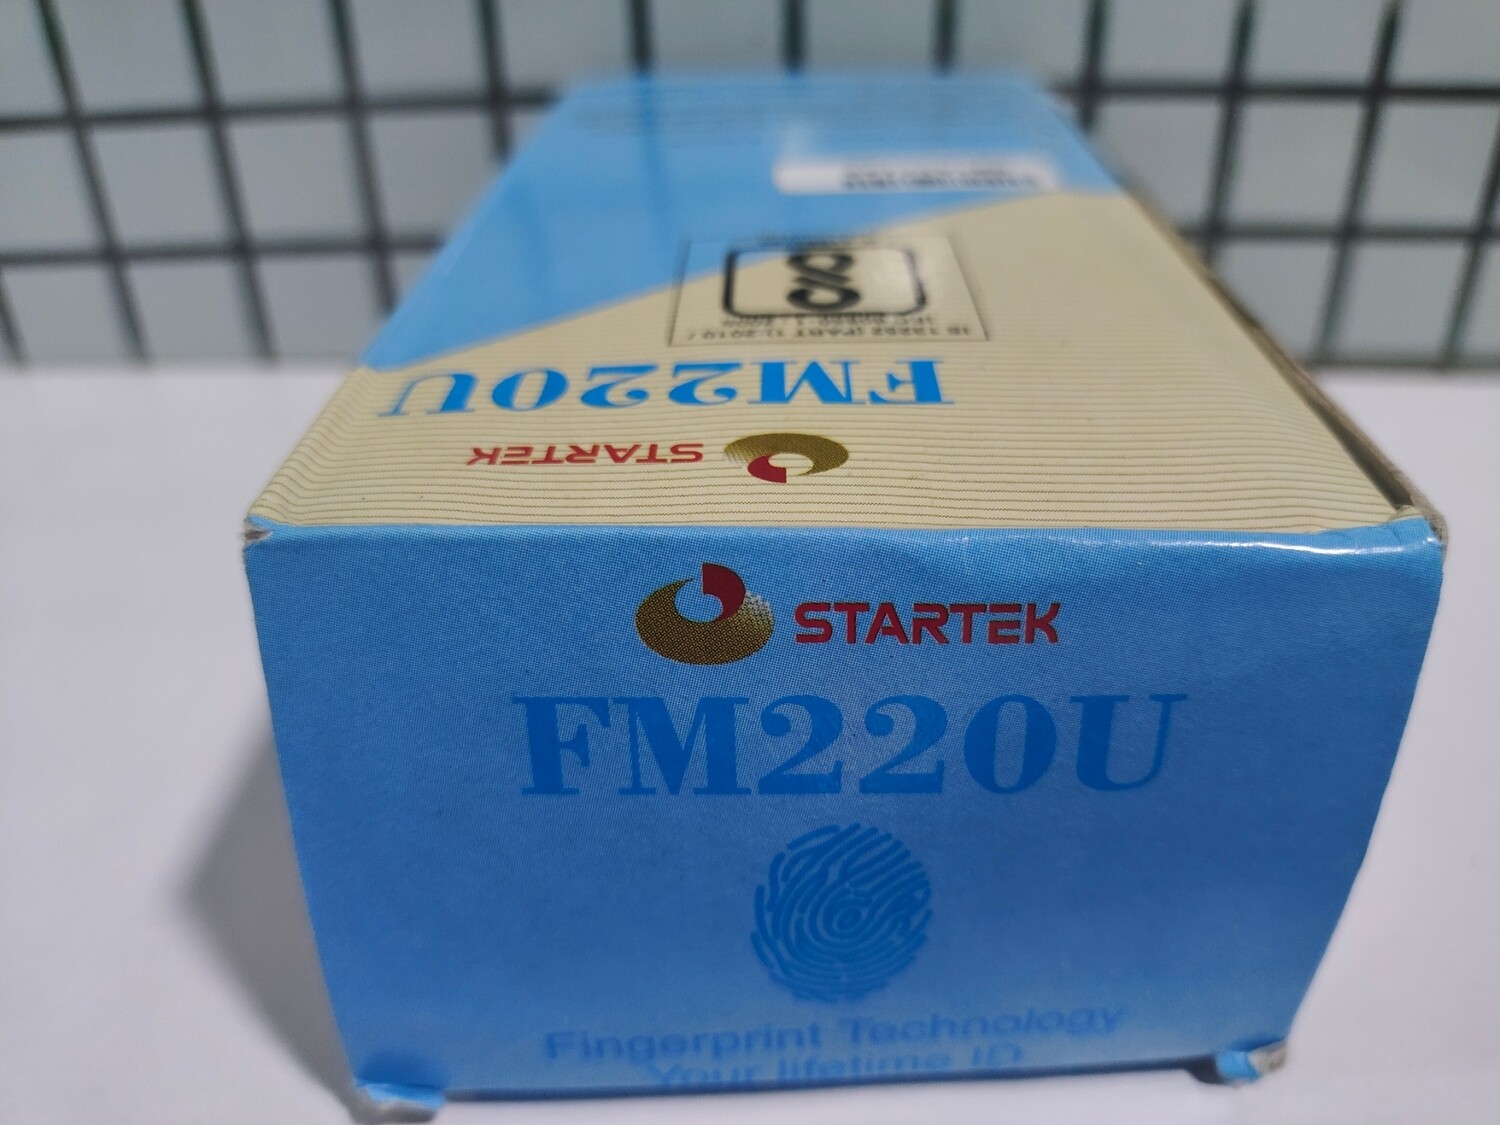 IS 13252 (PART 1):2010 /
FM220U
STARTEK
STARTEK
FM220U
Fingerprint Technology
Your lifetime ID